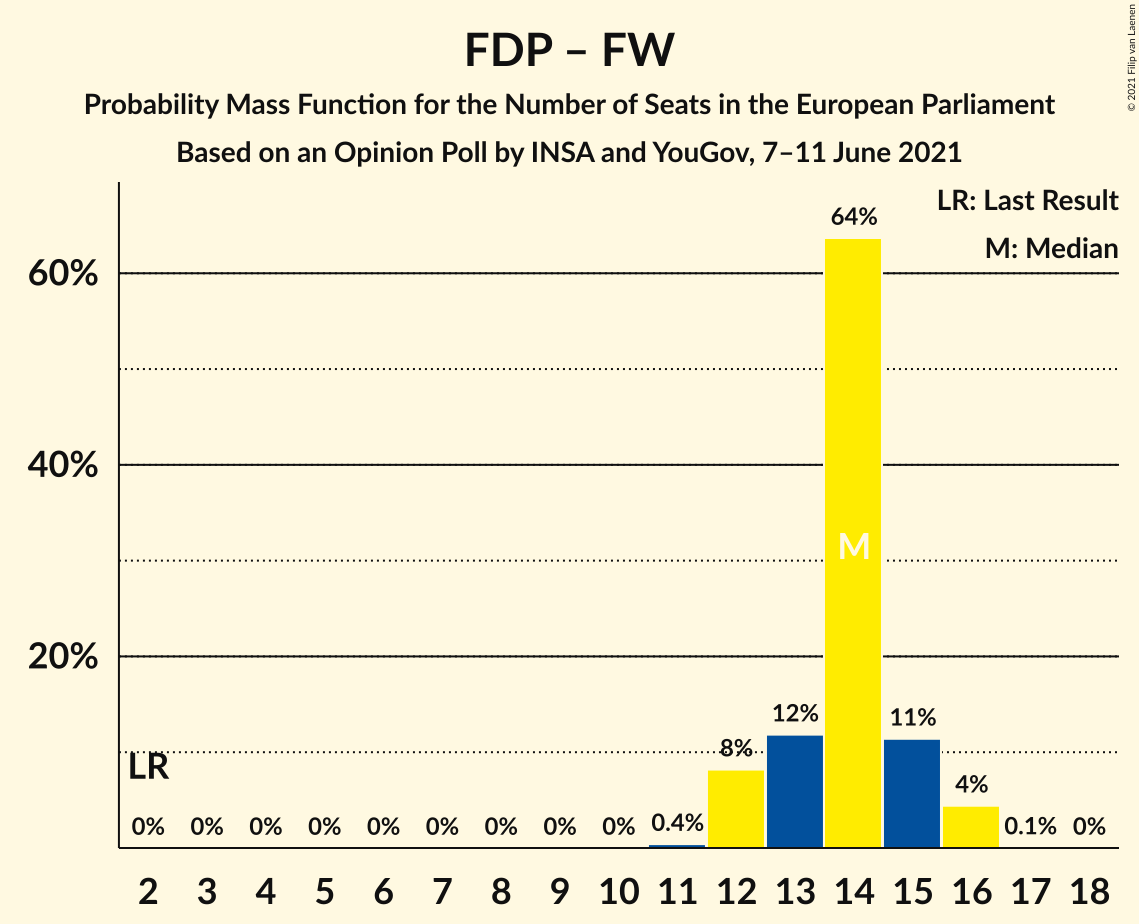 FDP – FW
Probability Mass Function for the Number of Seats in the European Parliament
Based on an Opinion Poll by INSA and YouGov, 7–11 June 2021
© 2021 Filip van Laenen
LR: Last Result
M: Median
60%
40%
20%
64%
M
12%
11%
8%
4%
LR
0% 0% 0% 0% 0% 0% 0% 0% 0% 0.4% 0.1% 0%
2 3 4 5 6 7 8 9 10 11 12 13 14 15 16 17 18